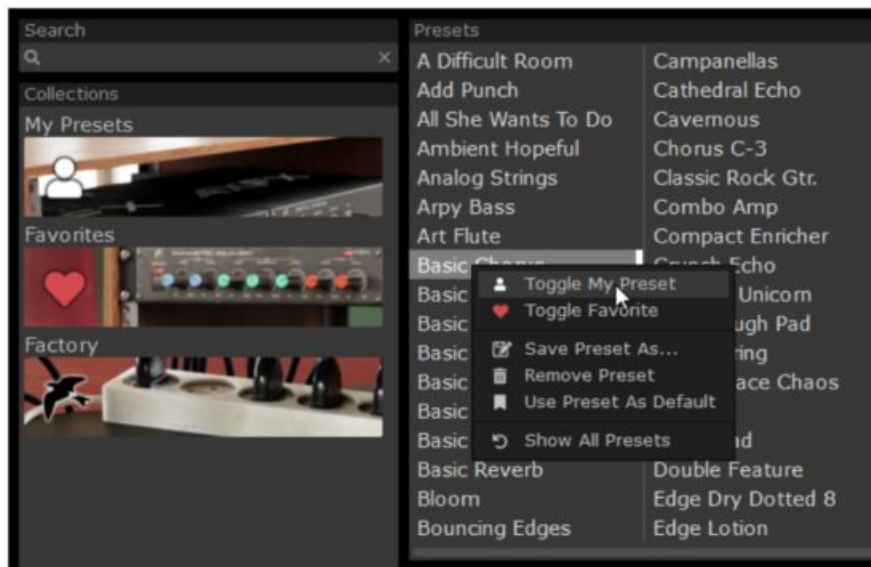 Search
Collections
My Presets
Favorites
Factory
Presets
A Difficult Room
Add Punch
All She Wants To Do
Ambient Hopeful
Analog Strings
Arpy Bass
Art Flute
Basic Chorus
Basic
Basic
Basic
Basic
Basic
Basic
Basic Reverb
Bloom
Bouncing Edges
Campanellas
Cathedral Echo
Cavernous
Chorus C-3
Classic Rock Gtr.
Combo Amp
Compact Enricher
Crunch Echo
Unicorn
Pad
Chaos
Double Feature
Edge Dry Dotted 8
Edge Lotion
Toggle My Preset
Toggle Favorite
Save Preset As...
Remove Preset
Use Preset As Default
Show All Presets